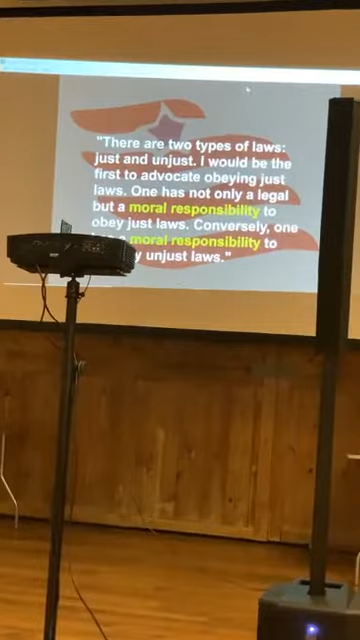 "There are two types of laws:
just and unjust. I would be the
first to advocate obeying just
laws. One has not only a legal
but a moral responsibility to
obey just laws. Conversely, one
a moral responsibility to
y unjust laws."